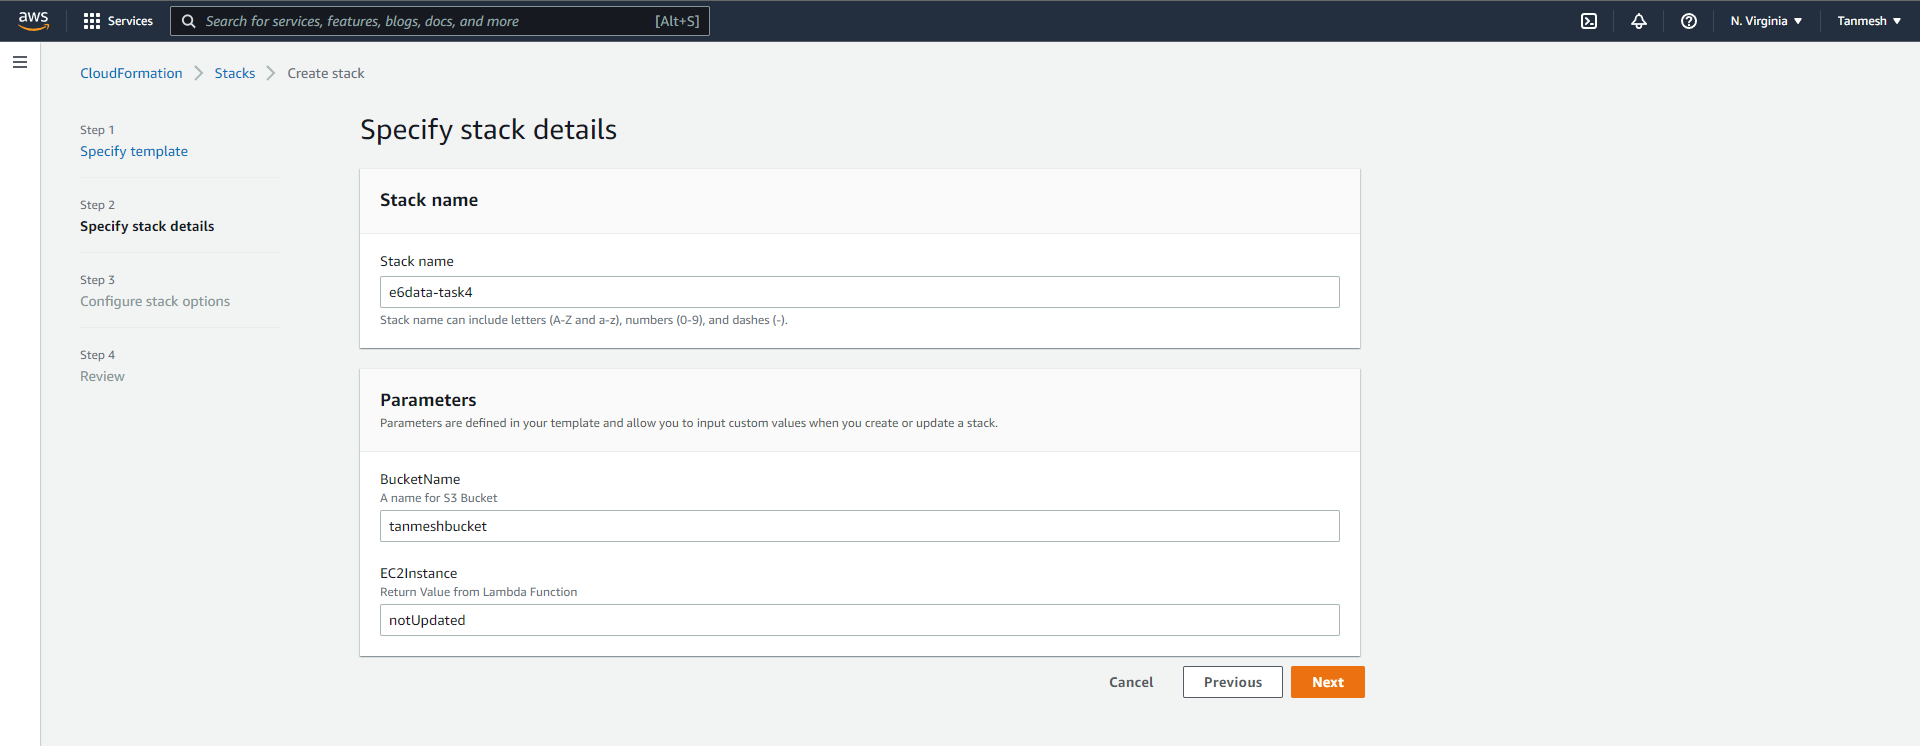 aws Services Search for services, features, blogs, docs, and more [Alt+S] N. Virginia Tanmesh
CloudFormation Stacks Create stack
Step 1
Specify template
Step 2
Specify stack details
Step 3
Configure stack options
Step 4
Review
Specify stack details
Stack name
Stack name
e6data-task4
Stack name can include letters (A-Z and a-z), numbers (0-9), and dashes (-).
Parameters
Parameters are defined in your template and allow you to input custom values when you create or update a stack.
BucketName
A name for S3 Bucket
tanmeshbucket
EC2Instance
Return Value from Lambda Function
notUpdated
Cancel Previous Next